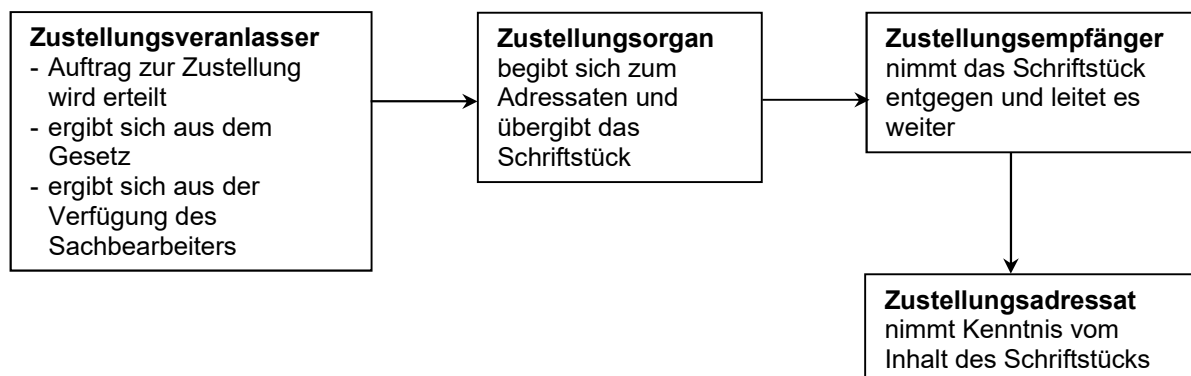 Zustellungsveranlasser
- Auftrag zur Zustellung
wird erteilt
- ergibt sich aus dem
Gesetz
- ergibt sich aus der
Verfügung des
Sachbearbeiters
Zustellungsorgan
begibt sich zum
Adressaten und
übergibt das
Schriftstück
Zustellungsempfänger
nimmt das Schriftstück
entgegen und leitet es
weiter
Zustellungsadressat
nimmt Kenntnis vom
Inhalt des Schriftstücks